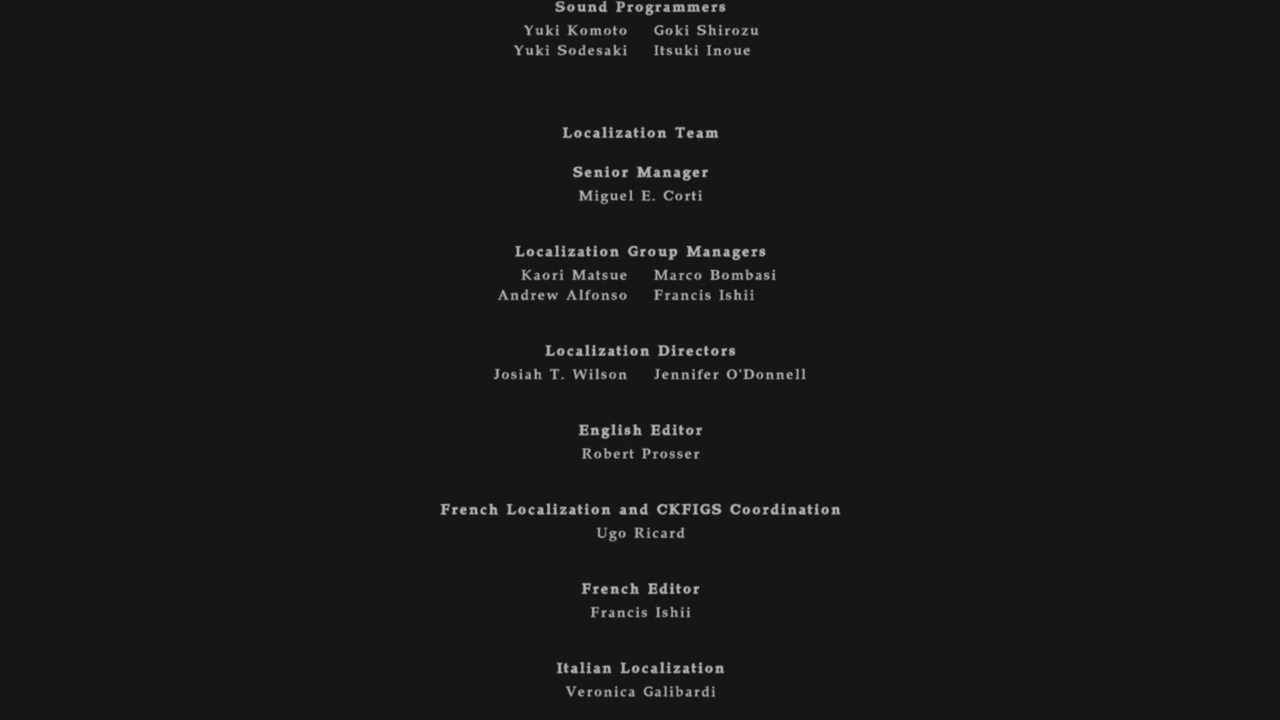 Sound Programmers
Yuki Komoto Goki Shirozu
Yuki Sodesaki Itsuki Inoue
Localization Team
Senior Manager
Miguel E. Corti
Localization Group Managers
Kaori Matsue Marco Bombasi
Andrew Alfonso Francis Ishii
Localization Directors
Josiah T. Wilson Jennifer O'Donnell
English Editor
Robert Prosser
French Localization and CKFIGS Coordination
Ugo Ricard
French Editor
Francis Ishii
Italian Localization
Veronica Galibardi